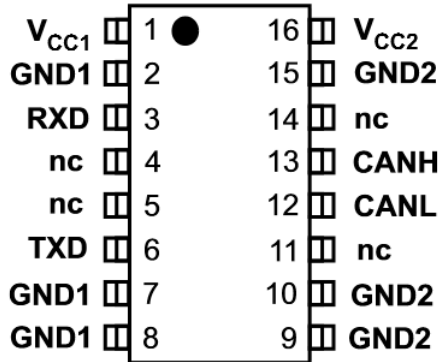 VCC1 1 16 VCC2
GND1 2 15 GND2
RXD 3 14 nc
nc 4 13 CANH
nc 5 12 CANL
TXD 6 11 nc
GND1 7 10 GND2
GND1 8 9 GND2